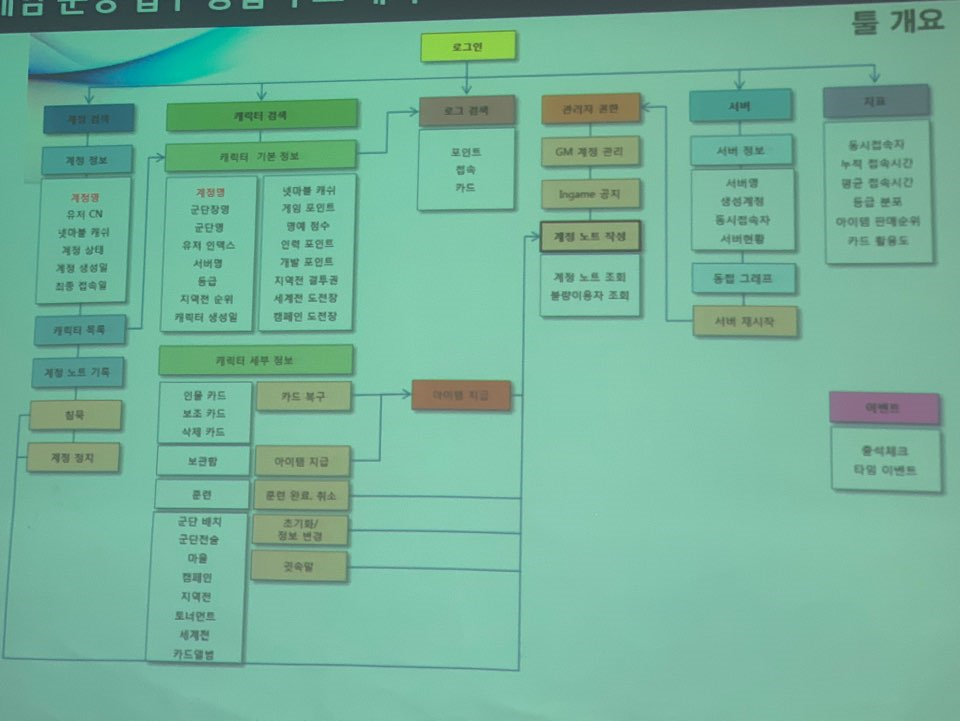 툴 개요
로그인
계정 검색
계정 정보
계정명
유저 CN
넷마블 캐쉬
계정 상태
계정 생성일
최종 접속일
캐릭터 목록
계정 노트 기록
침묵
계정 정지
캐릭터 검색
캐릭터 기본 정보
계정명
군단장명
군단명
유저 인덱스
서버명
등급
지역전 순위
캐릭터 생성일
넷마블 캐쉬
게임 포인트
명예 점수
인력 포인트
개발 포인트
지역전 결투권
세계전 도전장
캠페인 도전장
캐릭터 세부 정보
인물 카드
보조 카드
삭제 카드
카드 복구
보관함
아이템 지급
훈련
훈련 완료, 취소
군단 배치
군단전술
마을
캠페인
지역전
토너먼트
세계전
카드앨범
초기화/
정보 변경
귓속말
로그 검색
포인트
접속
카드
아이템 지급
관리자 권한
GM 계정 관리
Ingame 공지
계정 노트 작성
계정 노트 조회
불량이용자 조회
서버
서버 정보
서버명
생성계정
동시접속자
서버현황
동접 그래프
서버 재시작
지표
동시접속자
누적 접속시간
평균 접속시간
등급 분포
아이템 판매순위
카드 활용도
이벤트
출석체크
타임 이벤트